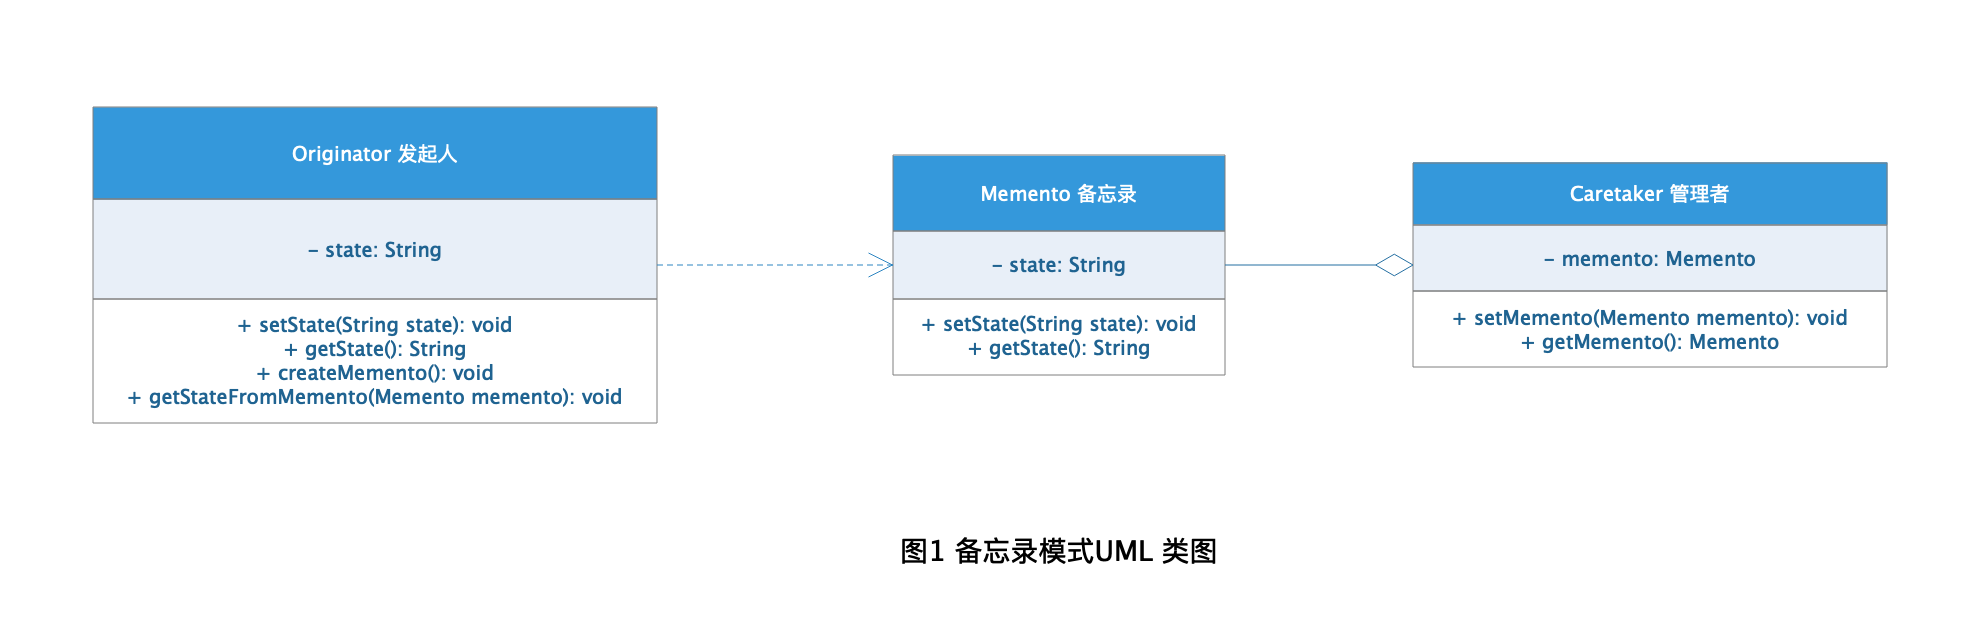 Originator 发起人
- state: String
+ setState(String state): void
+ getState(): String
+ createMemento(): void
+ getStateFromMemento(Memento memento): void
Memento 备忘录
- state: String
+ setState(String state): void
+ getState(): String
Caretaker 管理者
- memento: Memento
+ setMemento(Memento memento): void
+ getMemento(): Memento
图1 备忘录模式UML 类图